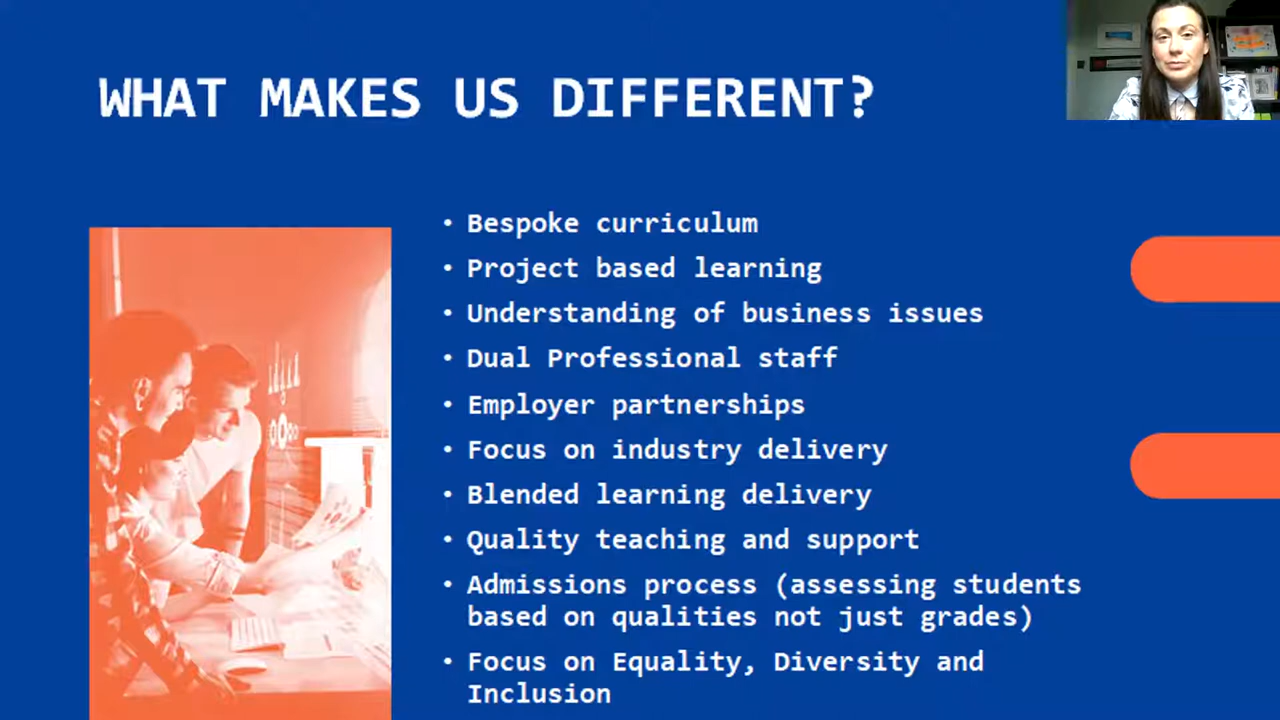 WHAT MAKES US DIFFERENT?
• Bespoke curriculum
• Project based learning
• Understanding of business issues
• Dual Professional staff
• Employer partnerships
• Focus on industry delivery
• Blended learning delivery
• Quality teaching and support
• Admissions process (assessing students
based on qualities not just grades)
• Focus on Equality, Diversity and
Inclusion